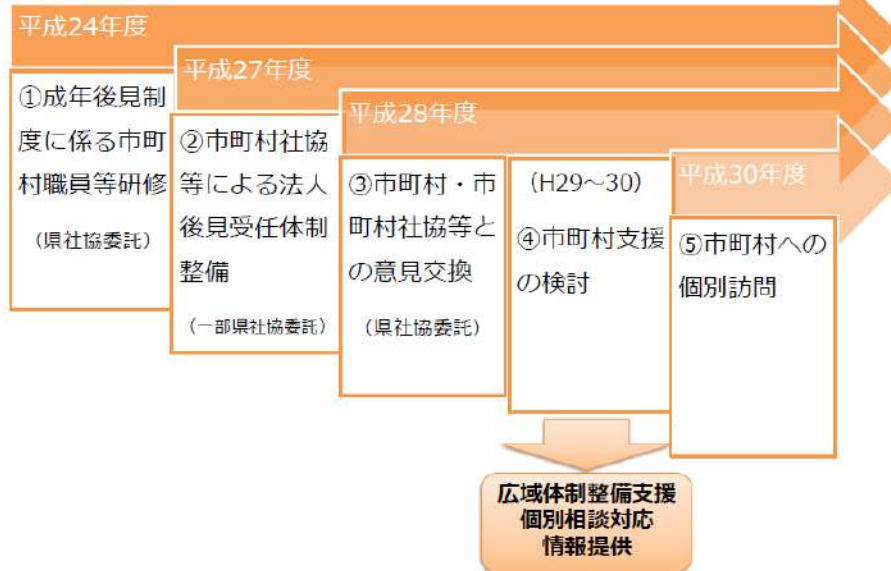 平成24年度
①成年後見制
度に係る市町
村職員等研修
（県社協委託）
平成27年度
②市町村社協
等による法人
後見受任体制
整備
（一部県社協委託）
平成28年度
③市町村・市
町村社協等と
の意見交換
（県社協委託）
（H29～30）
④市町村支援
の検討
平成30年度
⑤市町村への
個別訪問
広域体制整備支援
個別相談対応
情報提供